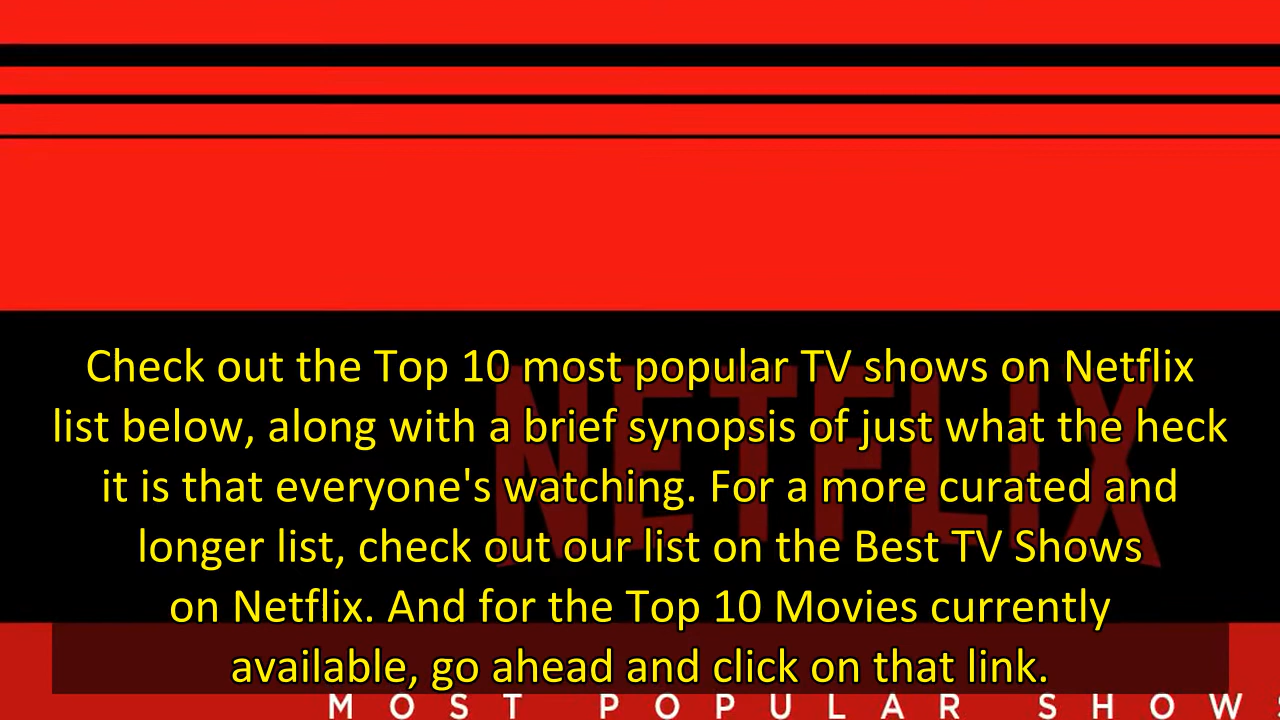 Check out the Top 10 most popular TV shows on Netflix
list below, along with a brief synopsis of just what the heck
it is that everyone's watching. For a more curated and
longer list, check out our list on the Best TV Shows
on Netflix. And for the Top 10 Movies currently
available, go ahead and click on that link.
NETFLIX
MOST POPULAR SHOWS